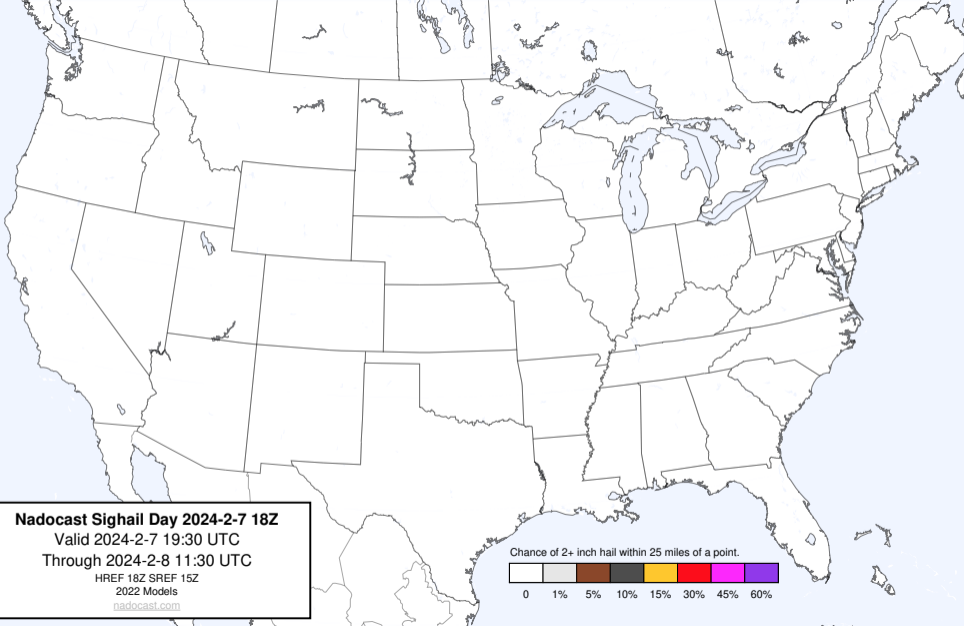 Nadocast Sighail Day 2024-2-7 18Z
Valid 2024-2-7 19:30 UTC
Through 2024-2-8 11:30 UTC
HREF 18Z SREF 15Z
2022 Models
nadocast.com
Chance of 2+ inch hail within 25 miles of a point.
0 1% 5% 10% 15% 30% 45% 60%